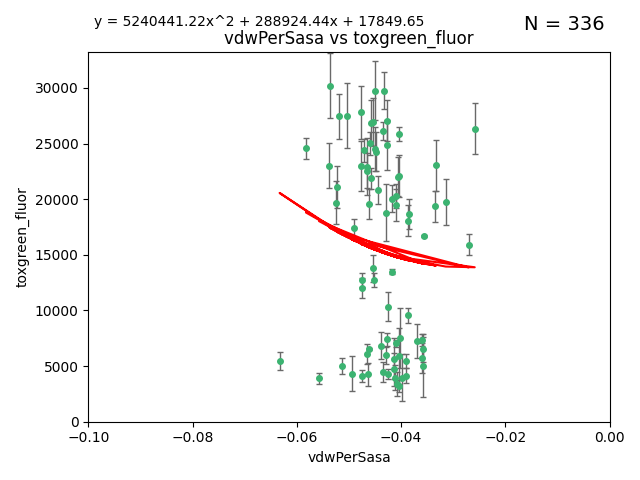 y = 5240441.22x^2 + 288924.44x + 17849.65
N = 336
vdwPerSasa vs toxgreen_fluor
30000
25000
20000
15000
10000
5000
0
toxgreen_fluor
−0.10
−0.08
−0.06
−0.04
−0.02
0.00
vdwPerSasa